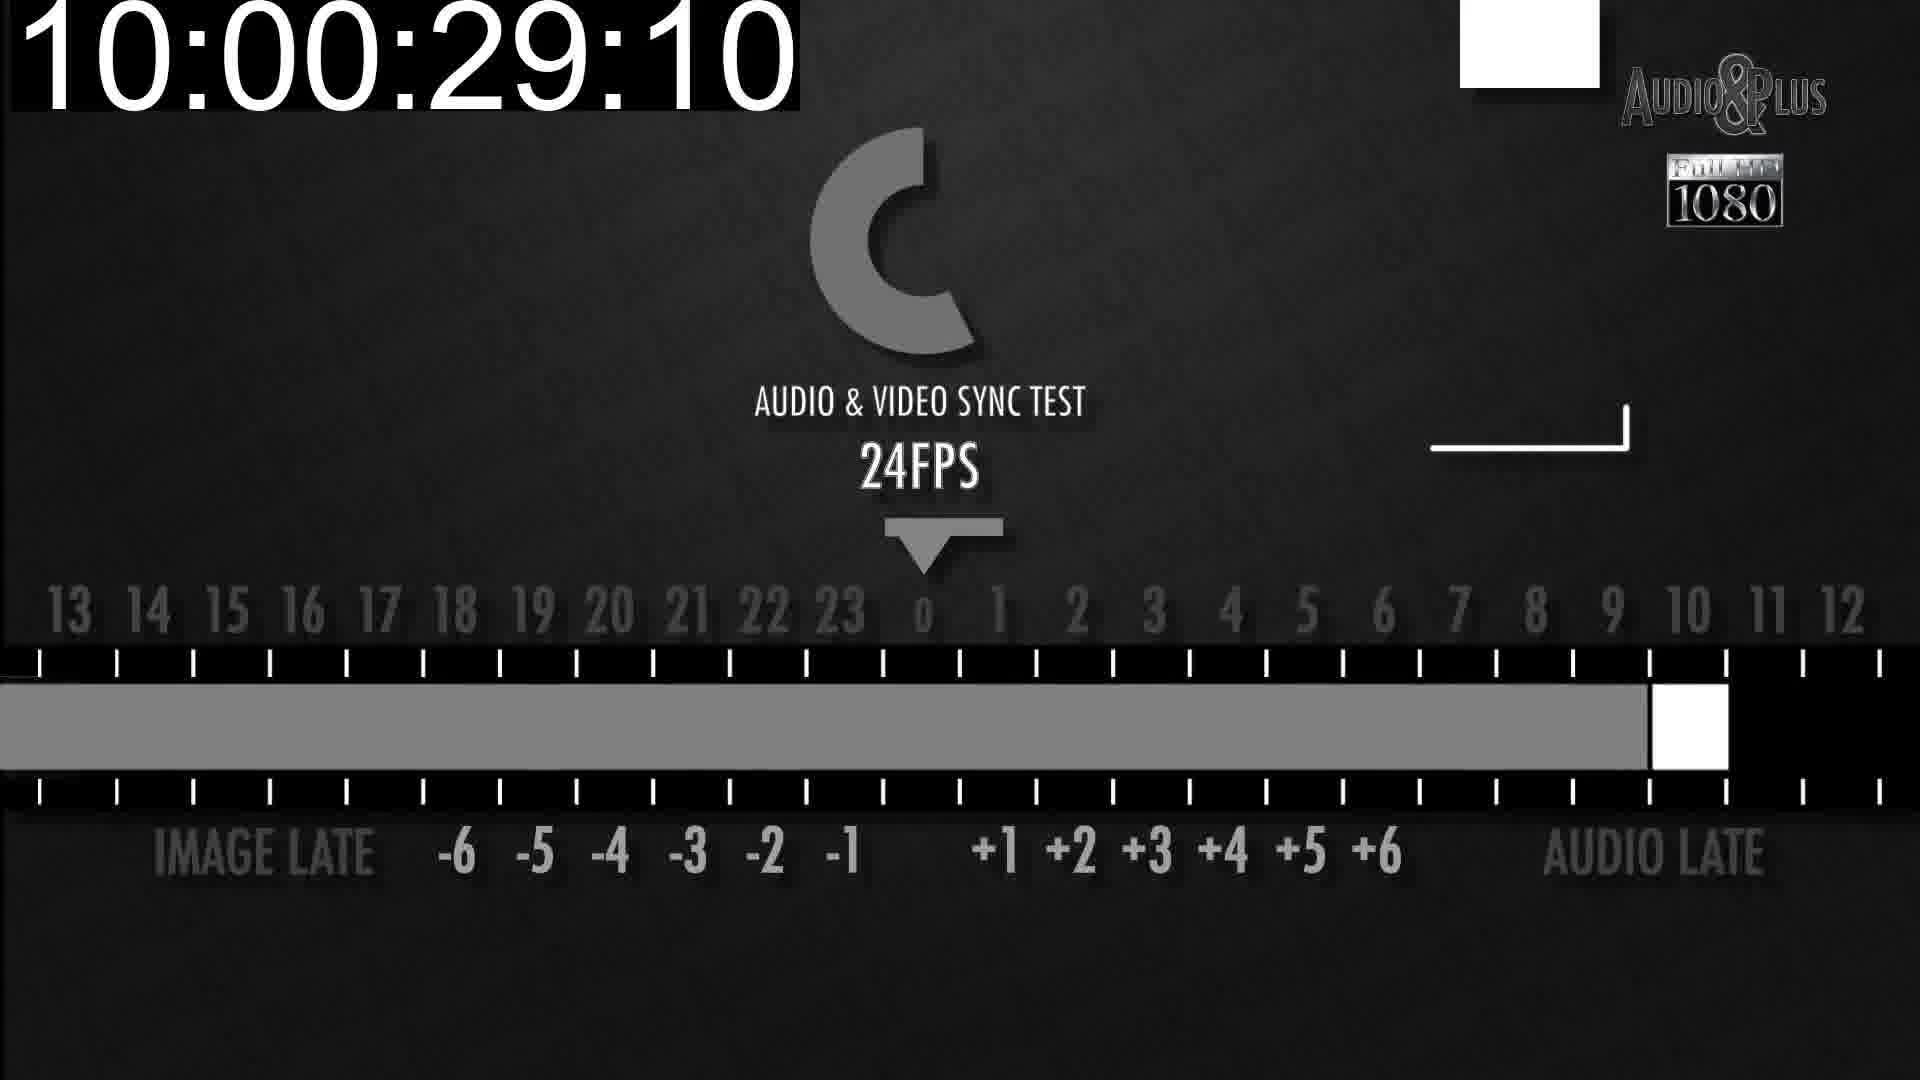 10:00:29:10
AUDIO&PLUS
Full HD
1080
AUDIO & VIDEO SYNC TEST
24FPS
13 14 15 16 17 18 19 20 21 22 23 0 1 2 3 4 5 6 7 8 9 10 11 12
IMAGE LATE -6 -5 -4 -3 -2 -1 +1 +2 +3 +4 +5 +6 AUDIO LATE